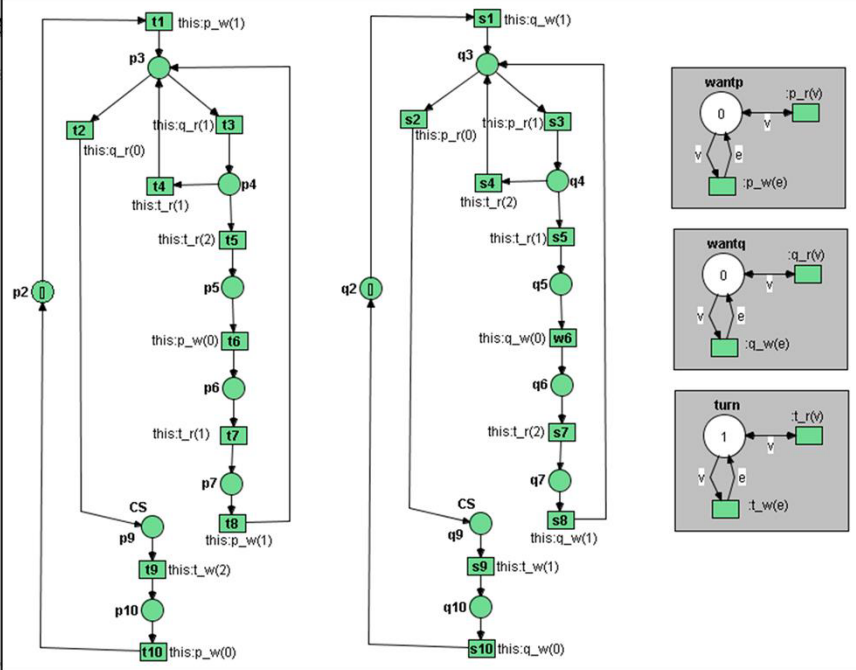 t1 this:p_w(1)
p3
t2
this:q_r(0)
this:q_r(1) t3
t4
this:t_r(1)
p4
this:t_r(2) t5
p2
p5
this:p_w(0) t6
p6
this:t_r(1) t7
p7
t8
this:p_w(1)
CS
p9
t9 this:t_w(2)
p10
t10 this:p_w(0)
s1 this:q_w(1)
q3
s2
this:p_r(0)
this:p_r(1) s3
s4
this:t_r(2)
q4
this:t_r(1) s5
q2
q5
this:q_w(0) w6
q6
this:t_r(2) s7
q7
s8
this:q_w(1)
CS
q9
s9 this:t_w(1)
q10
s10 this:q_w(0)
wantp
:p_r(v)
0
v
v e
:p_w(e)
wantq
:q_r(v)
0
v
v e
:q_w(e)
turn
:t_r(v)
1
v
v e
:t_w(e)